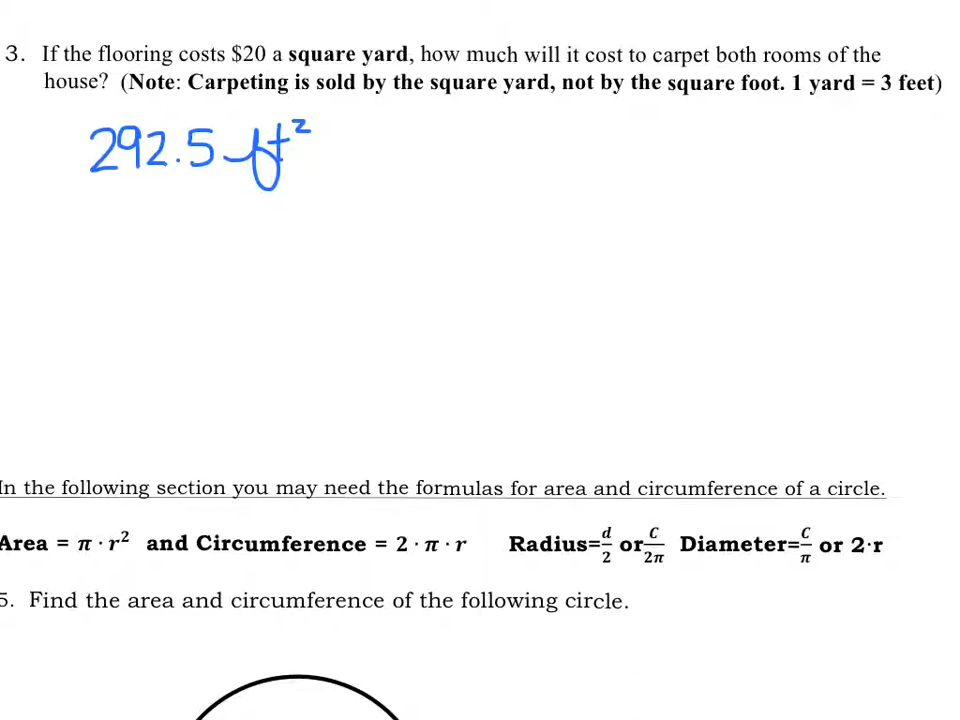 3. If the flooring costs $20 a square yard, how much will it cost to carpet both rooms of the
house? (Note: Carpeting is sold by the square yard, not by the square foot. 1 yard = 3 feet)
292.5 ft²
In the following section you may need the formulas for area and circumference of a circle.
Area = π · r² and Circumference = 2 · π · r Radius=d/2 or C/2π Diameter=C/π or 2·r
5. Find the area and circumference of the following circle.